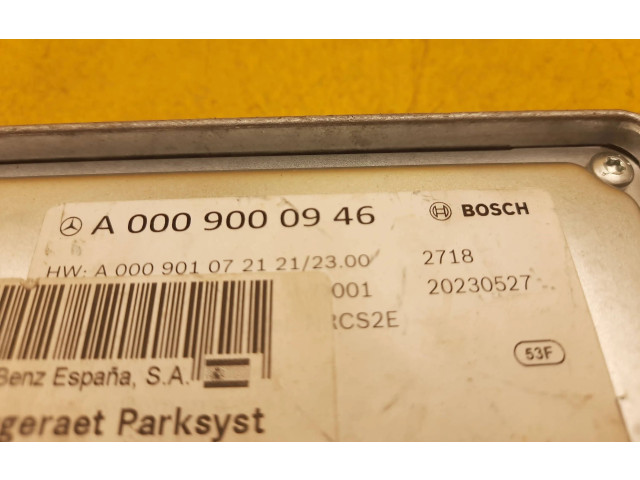 A 000 900 09 46 BOSCH
HW: A 000 901 07 21 21/23.00 2718
001 20230527
RCS2E
53F
Benz España, S.A.
geraet Parksyst